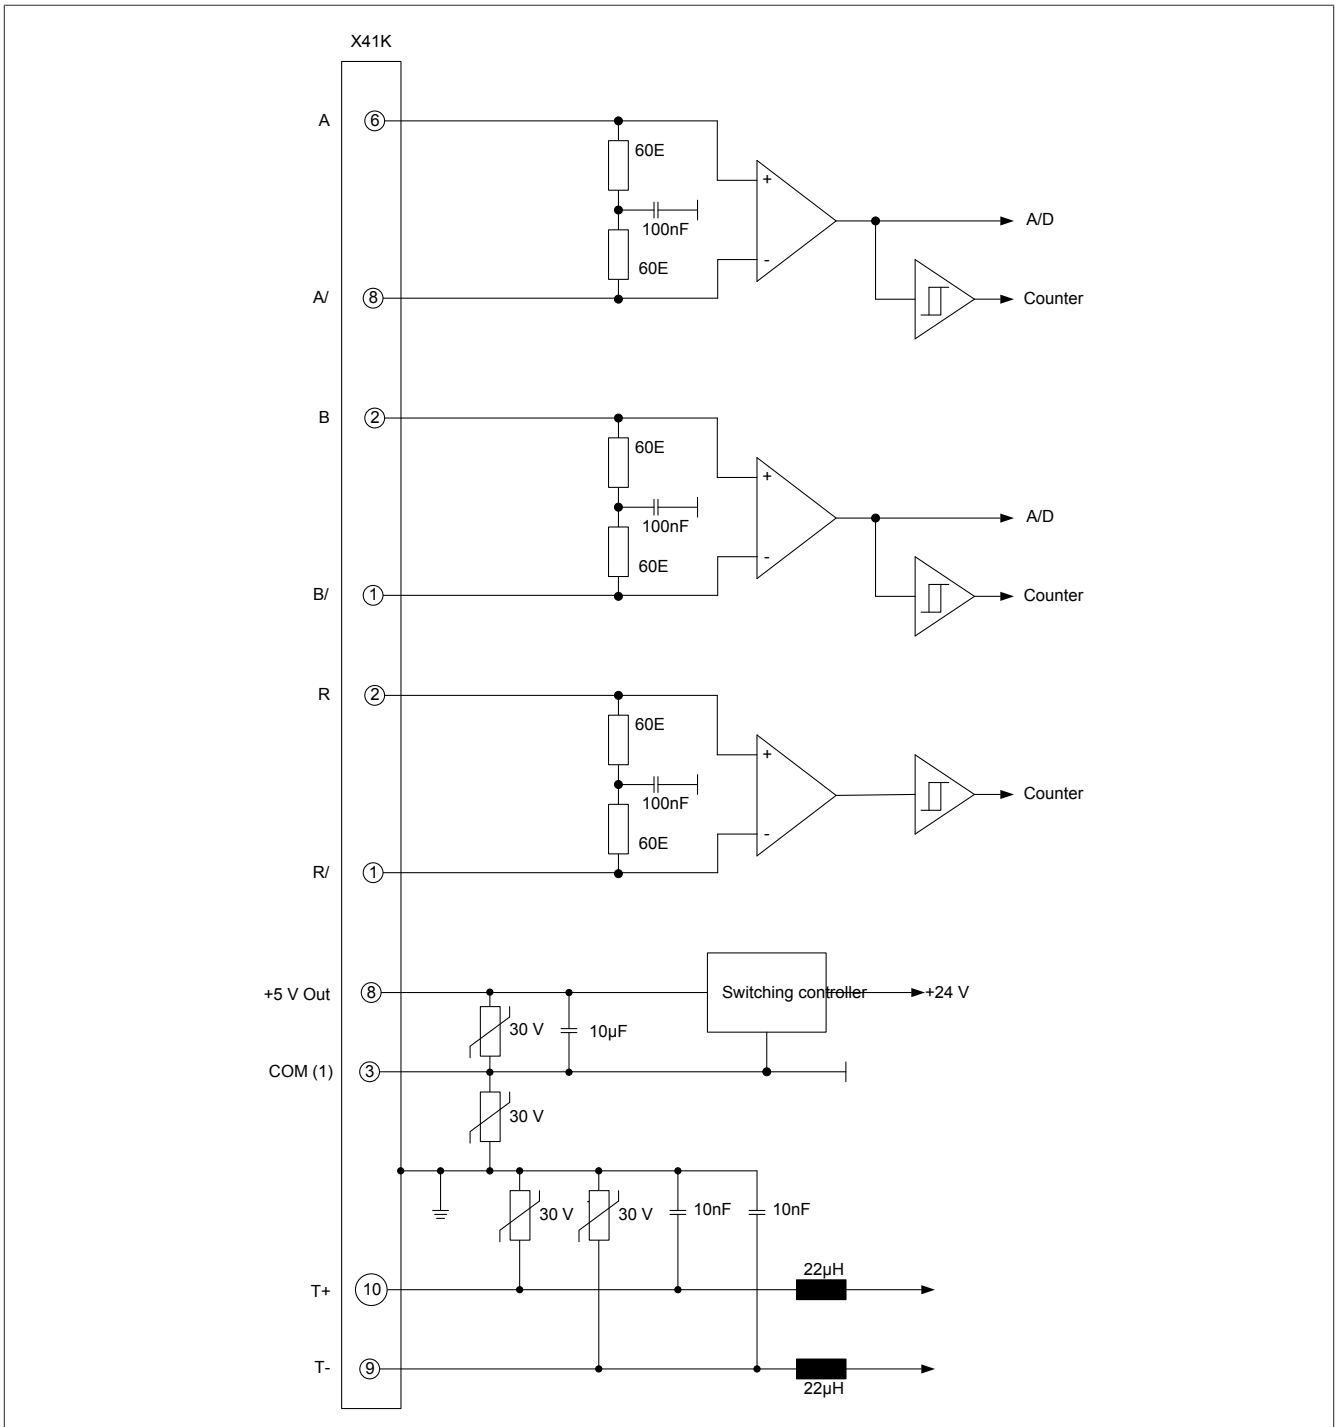 X41K
A 6
60E
+
100nF
A/D
60E
-
A/ 8
Counter
B 2
60E
+
100nF
A/D
60E
-
B/ 1
Counter
R 2
60E
+
100nF
Counter
60E
-
R/ 1
+5 V Out 8
Switching controller
+24 V
30 V
10µF
COM (1) 3
30 V
30 V
30 V
10nF
10nF
22µH
T+ 10
T- 9
22µH